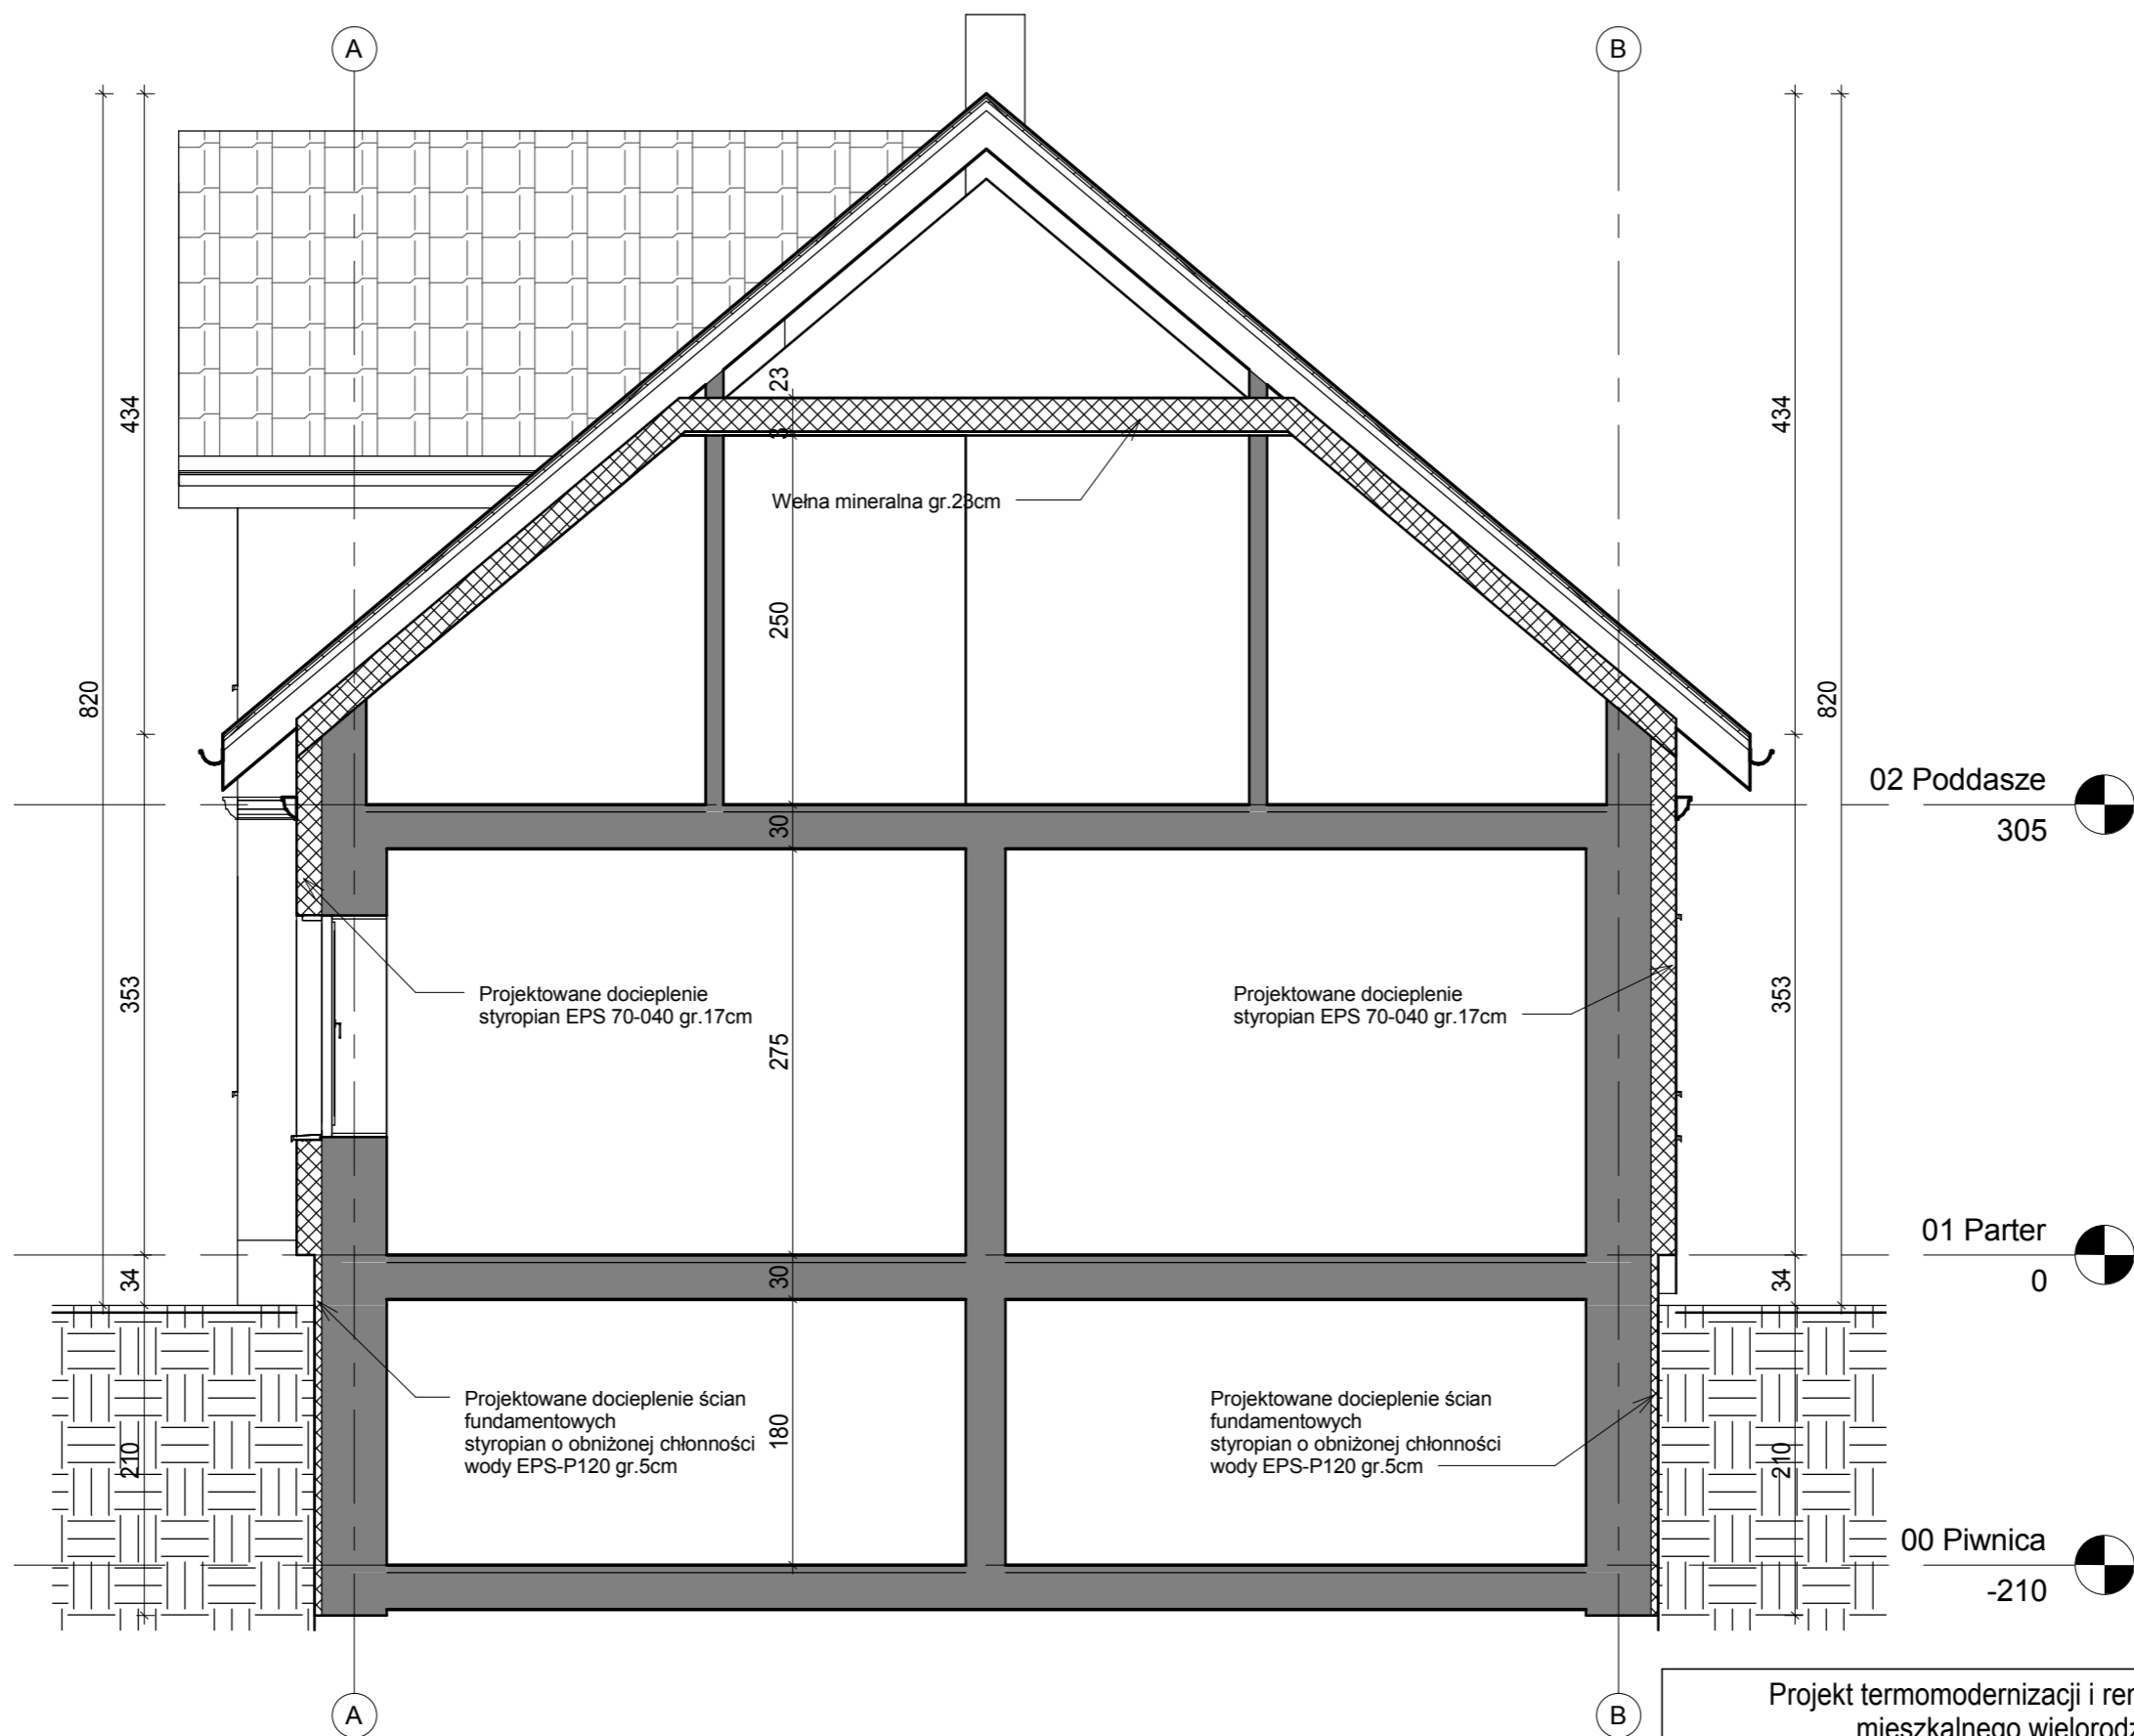 A
B
434
820
353
34
210
23
3
250
30
275
30
180
434
820
353
34
210
Wełna mineralna gr.23cm
02 Poddasze
305
Projektowane docieplenie
styropian EPS 70-040 gr.17cm
Projektowane docieplenie
styropian EPS 70-040 gr.17cm
01 Parter
0
Projektowane docieplenie ścian
fundamentowych
styropian o obniżonej chłonności
wody EPS-P120 gr.5cm
Projektowane docieplenie ścian
fundamentowych
styropian o obniżonej chłonności
wody EPS-P120 gr.5cm
00 Piwnica
-210
A
B
Projekt termomodernizacji i
mieszkalnego